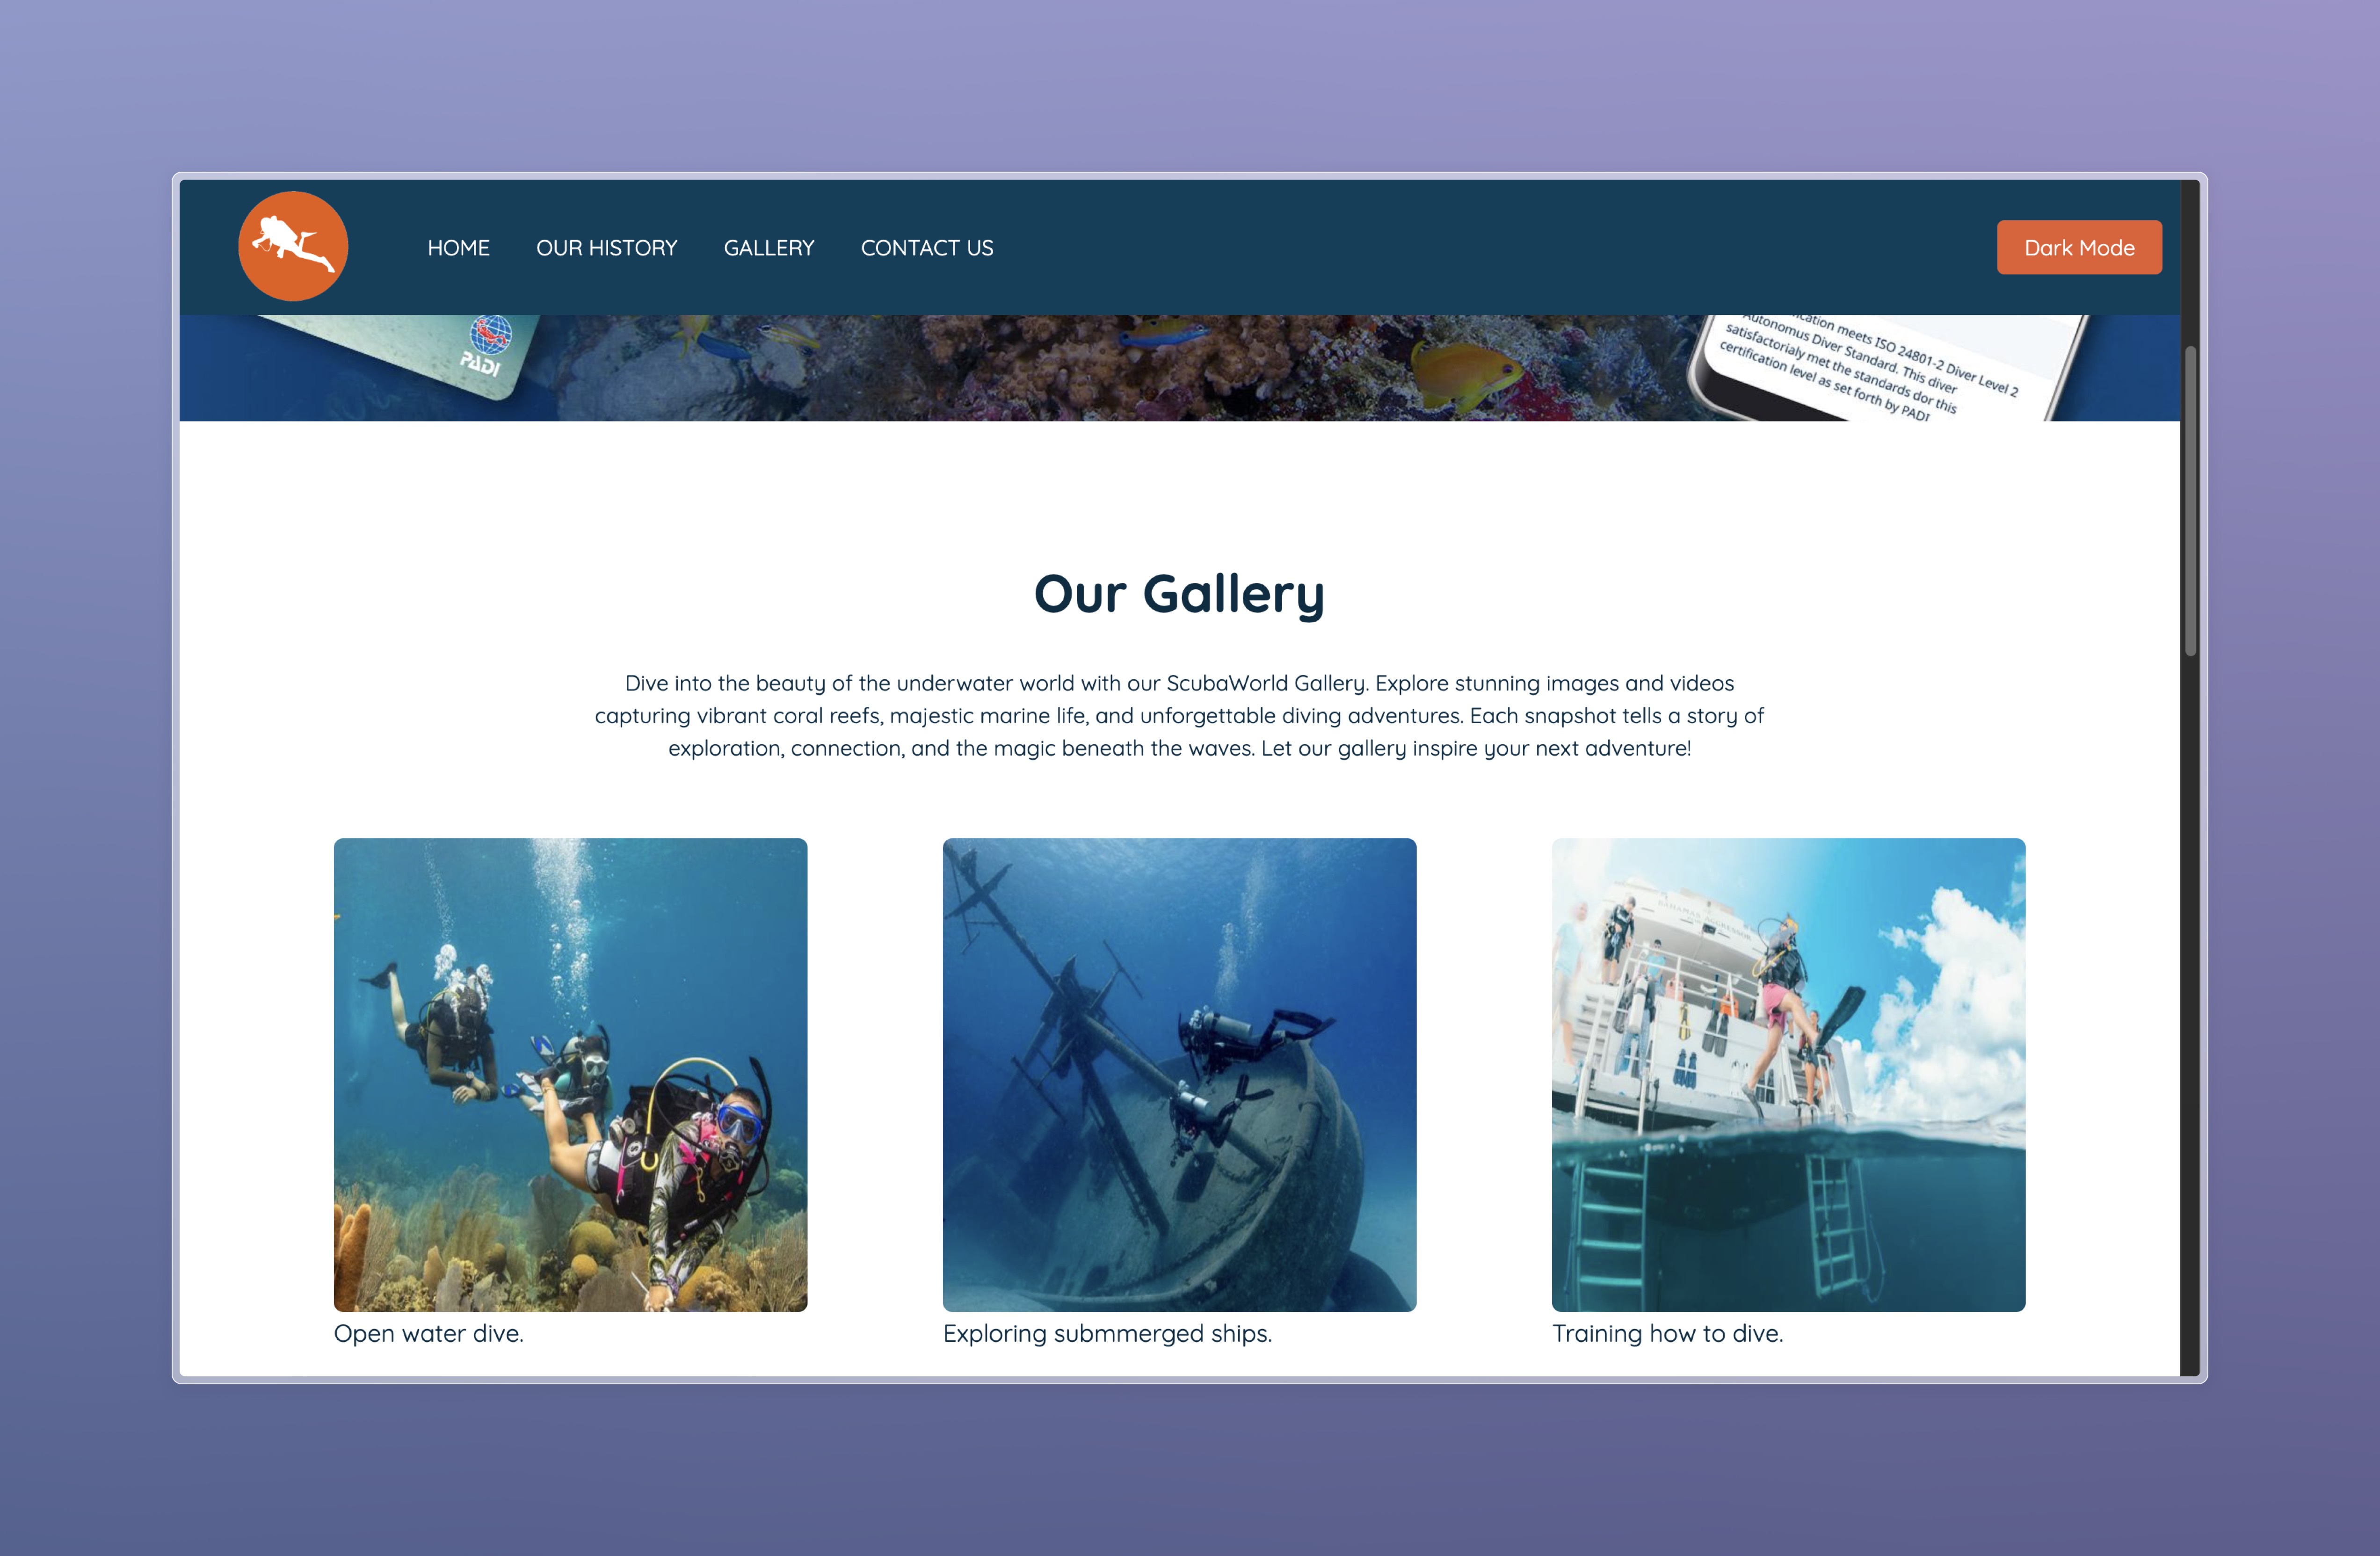 HOME OUR HISTORY GALLERY CONTACT US
Dark Mode
PADI
ication meets ISO 24801-2 Diver Level 2
Autonomus Diver Standard. This diver
satisfactorialy met the standards dor this
certification level as set forth by PADI
Our Gallery
Dive into the beauty of the underwater world with our ScubaWorld Gallery. Explore stunning images and videos
capturing vibrant coral reefs, majestic marine life, and unforgettable diving adventures. Each snapshot tells a story of
exploration, connection, and the magic beneath the waves. Let our gallery inspire your next adventure!
BAHAMAS AGGRESSOR
Open water dive.
Exploring submmerged ships.
Training how to dive.